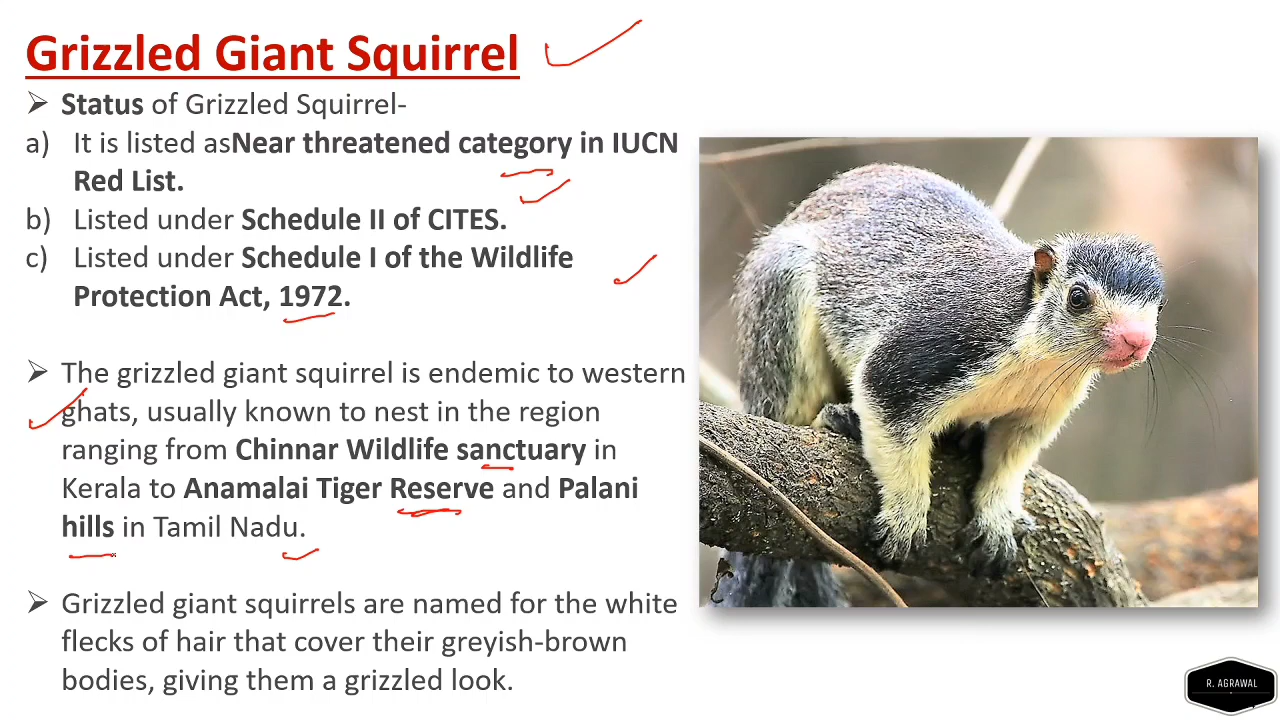 Grizzled Giant Squirrel
➢ Status of Grizzled Squirrel-
a) It is listed asNear threatened category in IUCN
Red List.
b) Listed under Schedule II of CITES.
c) Listed under Schedule I of the Wildlife
Protection Act, 1972.
➢ The grizzled giant squirrel is endemic to western
ghats, usually known to nest in the region
ranging from Chinnar Wildlife sanctuary in
Kerala to Anamalai Tiger Reserve and Palani
hills in Tamil Nadu.
➢ Grizzled giant squirrels are named for the white
flecks of hair that cover their greyish-brown
bodies, giving them a grizzled look.
R. AGRAWAL